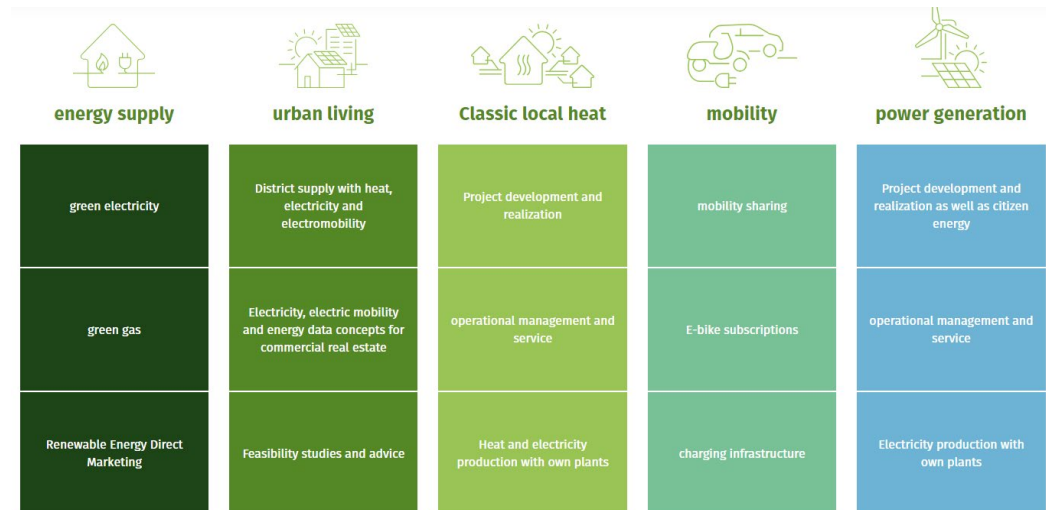 energy supply
urban living
Classic local heat
mobility
power generation
green electricity
District supply with heat,
electricity and
electromobility
Project development and
realization
mobility sharing
Project development and
realization as well as citizen
energy
green gas
Electricity, electric mobility
and energy data concepts for
commercial real estate
operational management and
service
E-bike subscriptions
operational management and
service
Renewable Energy Direct
Marketing
Feasibility studies and advice
Heat and electricity
production with own plants
charging infrastructure
Electricity production with
own plants